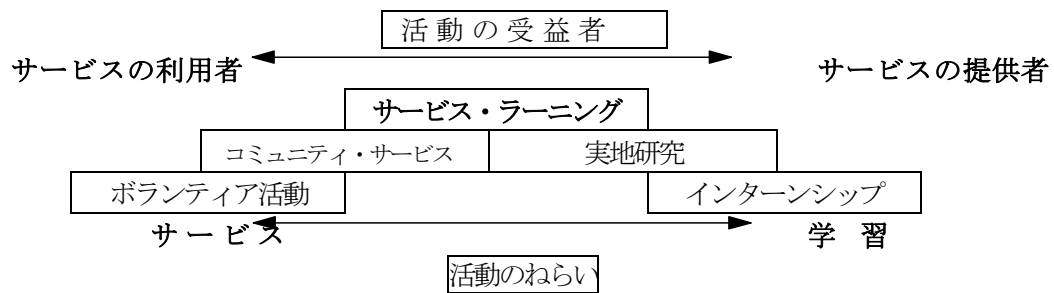 活動の受益者
サービスの利用者
サービスの提供者
サービス・ラーニング
コミュニティ・サービス
実地研究
ボランティア活動
インターンシップ
サービス
学習
活動のねらい